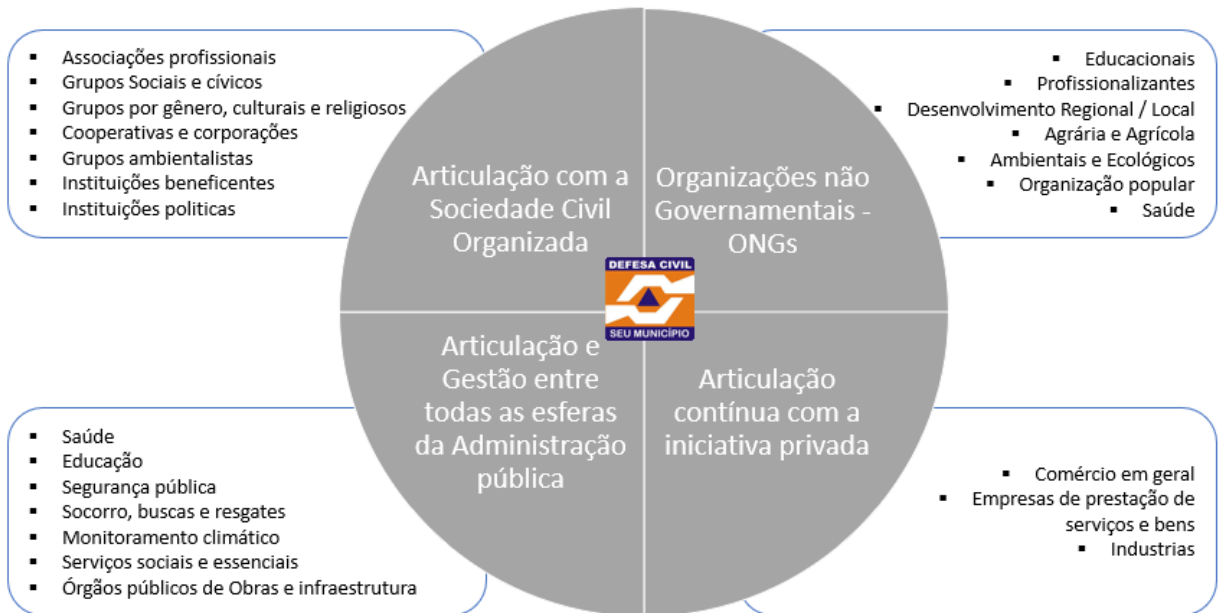 Associações profissionais
Grupos Sociais e cívicos
Grupos por gênero, culturais e religiosos
Cooperativas e corporações
Grupos ambientalistas
Instituições beneficentes
Instituições politicas
Articulação com a
Sociedade Civil
Organizada
Organizações não
Governamentais -
ONGs
Educacionais
Profissionalizantes
Desenvolvimento Regional / Local
Agrária e Agrícola
Ambientais e Ecológicos
Organização popular
Saúde
DEFESA CIVIL
SEU MUNICÍPIO
Saúde
Educação
Segurança pública
Socorro, buscas e resgates
Monitoramento climático
Serviços sociais e essenciais
Órgãos públicos de Obras e infraestrutura
Articulação e
Gestão entre
todas as esferas
da Administração
pública
Articulação
contínua com a
iniciativa privada
Comércio em geral
Empresas de prestação de
serviços e bens
Industrias